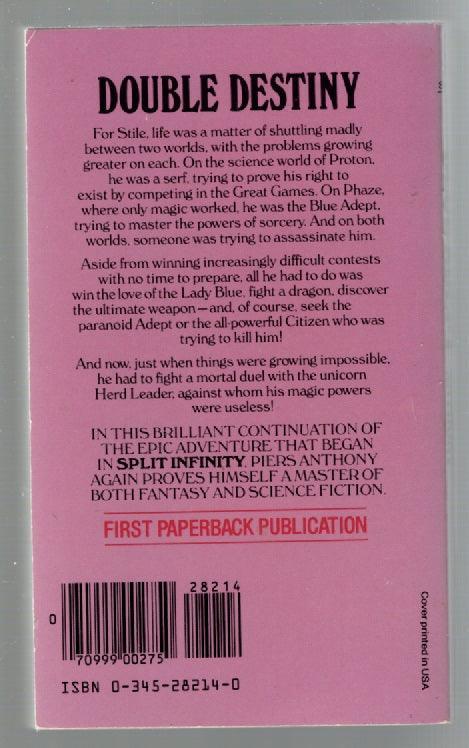 DOUBLE DESTINY
For Stile, life was a matter of shuttling madly
between two worlds, with the problems growing
greater on each. On the science world of Proton,
he was a serf, trying to prove his right to
exist by competing in the Great Games. On Phaze,
where only magic worked, he was the Blue Adept,
trying to master the powers of sorcery. And on both
worlds, someone was trying to assassinate him.
Aside from winning increasingly difficult contests
with no time to prepare, all he had to do was
win the love of the Lady Blue, fight a dragon, discover
the ultimate weapon—and, of course, seek the
paranoid Adept or the all-powerful Citizen who was
trying to kill him!
And now, just when things were growing impossible,
he had to fight a mortal duel with the unicorn
Herd Leader, against whom his magic powers
were useless!
IN THIS BRILLIANT CONTINUATION OF
THE EPIC ADVENTURE THAT BEGAN
IN SPLIT INFINITY, PIERS ANTHONY
AGAIN PROVES HIMSELF A MASTER OF
BOTH FANTASY AND SCIENCE FICTION.
FIRST PAPERBACK PUBLICATION
28214
0
70999 00275
ISBN 0-345-28214-0
Cover printed in USA